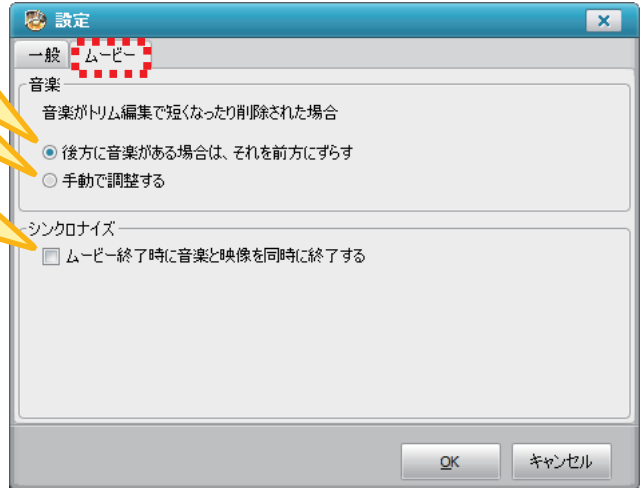 設定
一般 ムービー
音楽
音楽がトリム編集で短くなったり削除された場合
後方に音楽がある場合は、それを前方にずらす
手動で調整する
シンクロナイズ
ムービー終了時に音楽と映像を同時に終了する
OK キャンセル